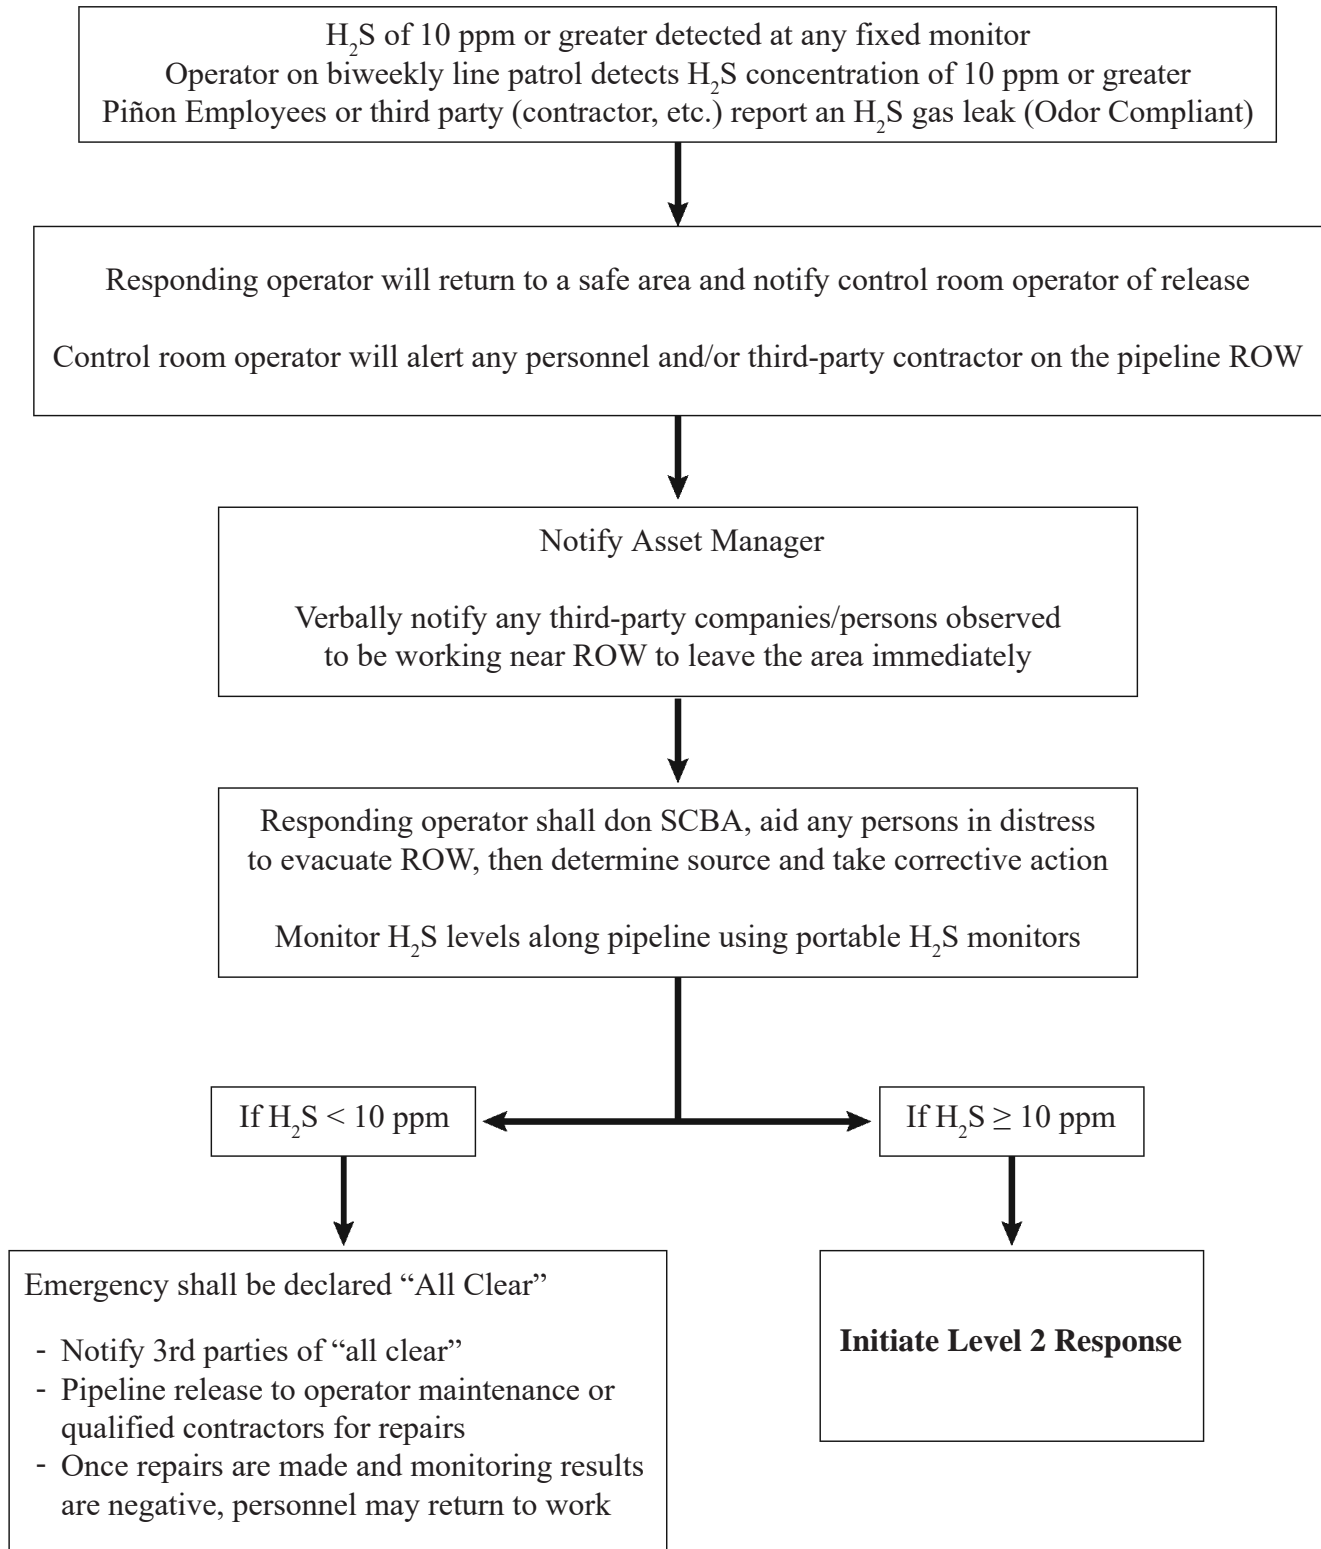 H₂S of 10 ppm or greater detected at any fixed monitor
Operator on biweekly line patrol detects H₂S concentration of 10 ppm or greater
Piñon Employees or third party (contractor, etc.) report an H₂S gas leak (Odor Compliant)
Responding operator will return to a safe area and notify control room operator of release
Control room operator will alert any personnel and/or third-party contractor on the pipeline ROW
Notify Asset Manager
Verbally notify any third-party companies/persons observed
to be working near ROW to leave the area immediately
Responding operator shall don SCBA, aid any persons in distress
to evacuate ROW, then determine source and take corrective action
Monitor H₂S levels along pipeline using portable H₂S monitors
If H₂S < 10 ppm
If H₂S ≥ 10 ppm
Emergency shall be declared “All Clear”
- Notify 3rd parties of “all clear”
- Pipeline release to operator maintenance or
qualified contractors for repairs
- Once repairs are made and monitoring results
are negative, personnel may return to work
Initiate Level 2 Response